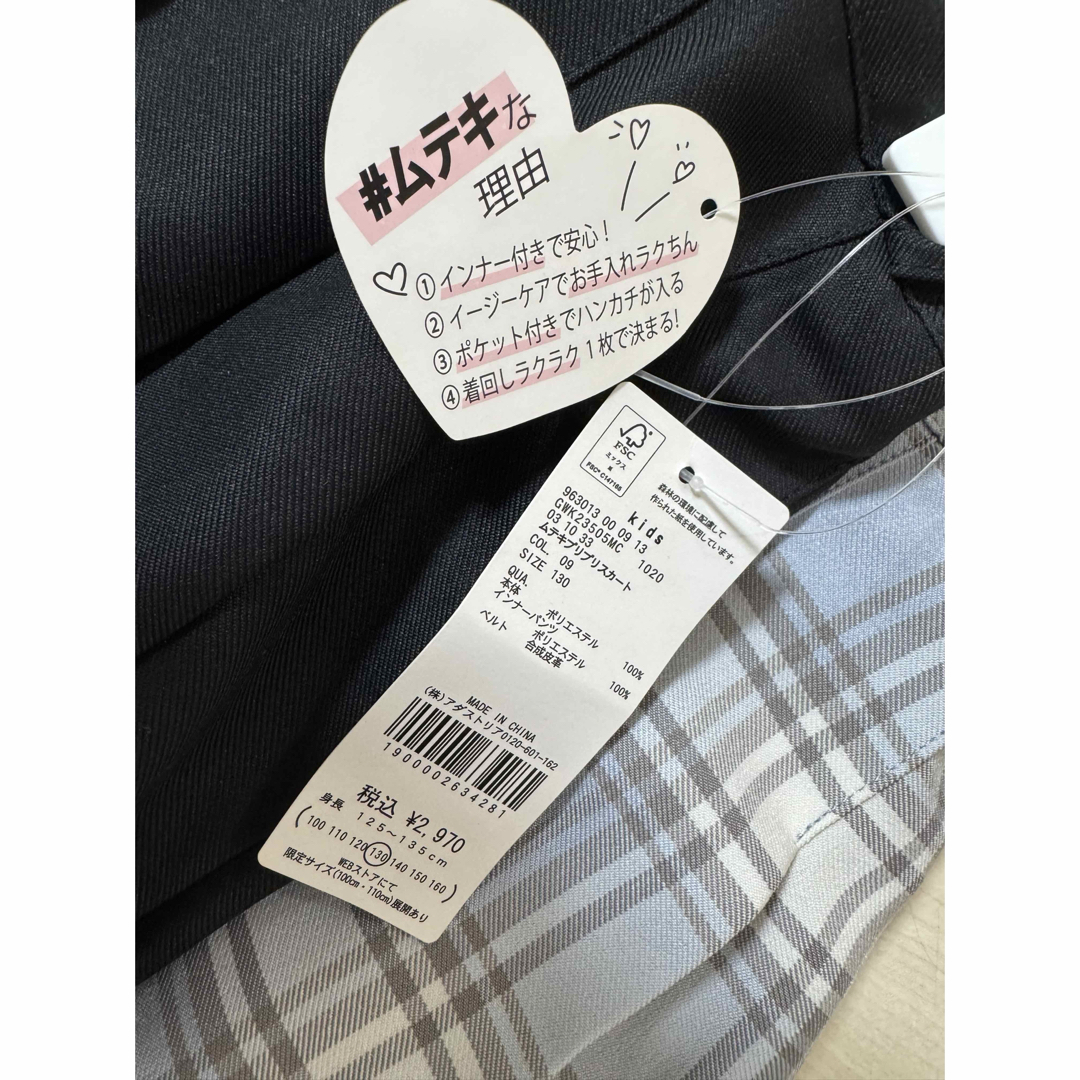 #ムテキな
理由
①インナー付きで安心！
②イージーケアでお手入れラクちん
③ポケット付きでハンカチが入る
④着回しラクラク1枚で決まる!
FSC
ミックス
紙
FSC® C147168
森林の環境に配慮して
作られた紙を使用しています。
kids
963013 00 09 13
GWK23505MC 1020
03 10 33
ムテキプリプリスカート
COL. 09
SIZE 130
QUA.
本体 ポリエステル 100%
インナーパンツ
ポリエステル 100%
ベルト 合成皮革
MADE IN CHINA
(株)アダストリア0120-601-162
1900002634281
税込 ¥2,970
身長 125～135cm
(100 110 120 130 140 150 160)
WEBストアにて
限定サイズ(100cm・110cm)展開あり